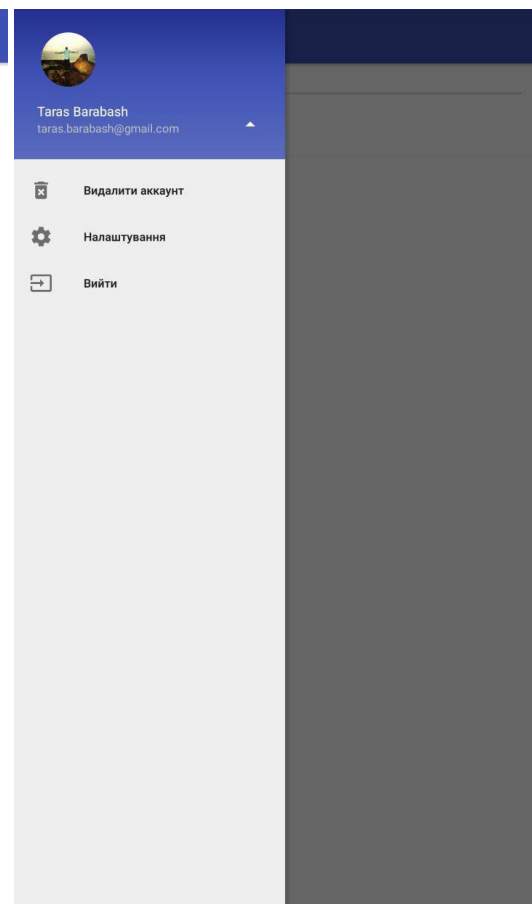 Taras Barabash
taras.barabash@gmail.com
Видалити аккаунт
Налаштування
Вийти